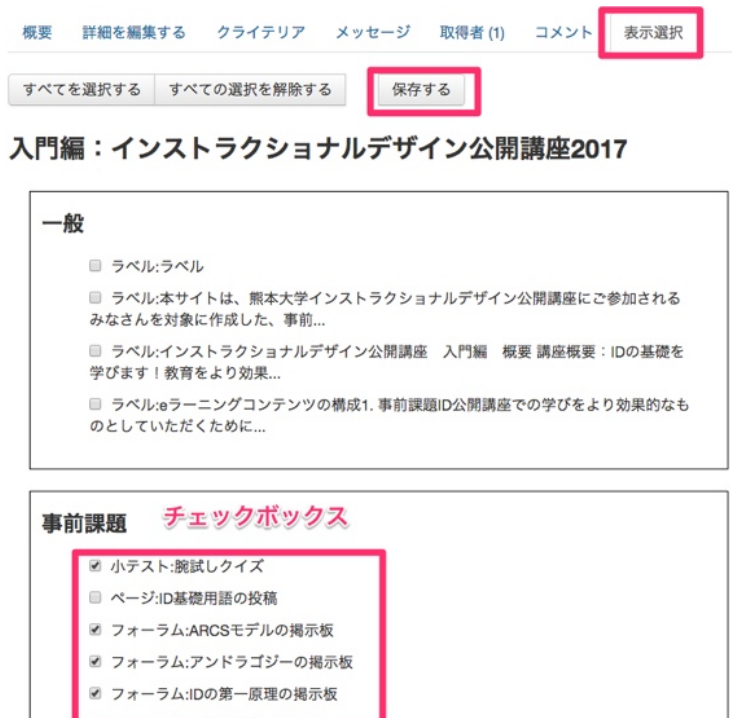 概要 詳細を編集する クライテリア メッセージ 取得者 (1) コメント 表示選択
すべてを選択する すべての選択を解除する 保存する
入門編：インストラクショナルデザイン公開講座2017
一般
ラベル:ラベル
ラベル:本サイトは、熊本大学インストラクショナルデザイン公開講座にご参加される
みなさんを対象に作成した、事前...
ラベル:インストラクショナルデザイン公開講座　入門編　概要 講座概要：IDの基礎を
学びます！教育をより効果...
ラベル:eラーニングコンテンツの構成1. 事前課題ID公開講座での学びをより効果的なも
のとしていただくために...
事前課題 チェックボックス
小テスト:腕試しクイズ
ページ:ID基礎用語の投稿
フォーラム:ARCSモデルの掲示板
フォーラム:アンドラゴジーの掲示板
フォーラム:IDの第一原理の掲示板